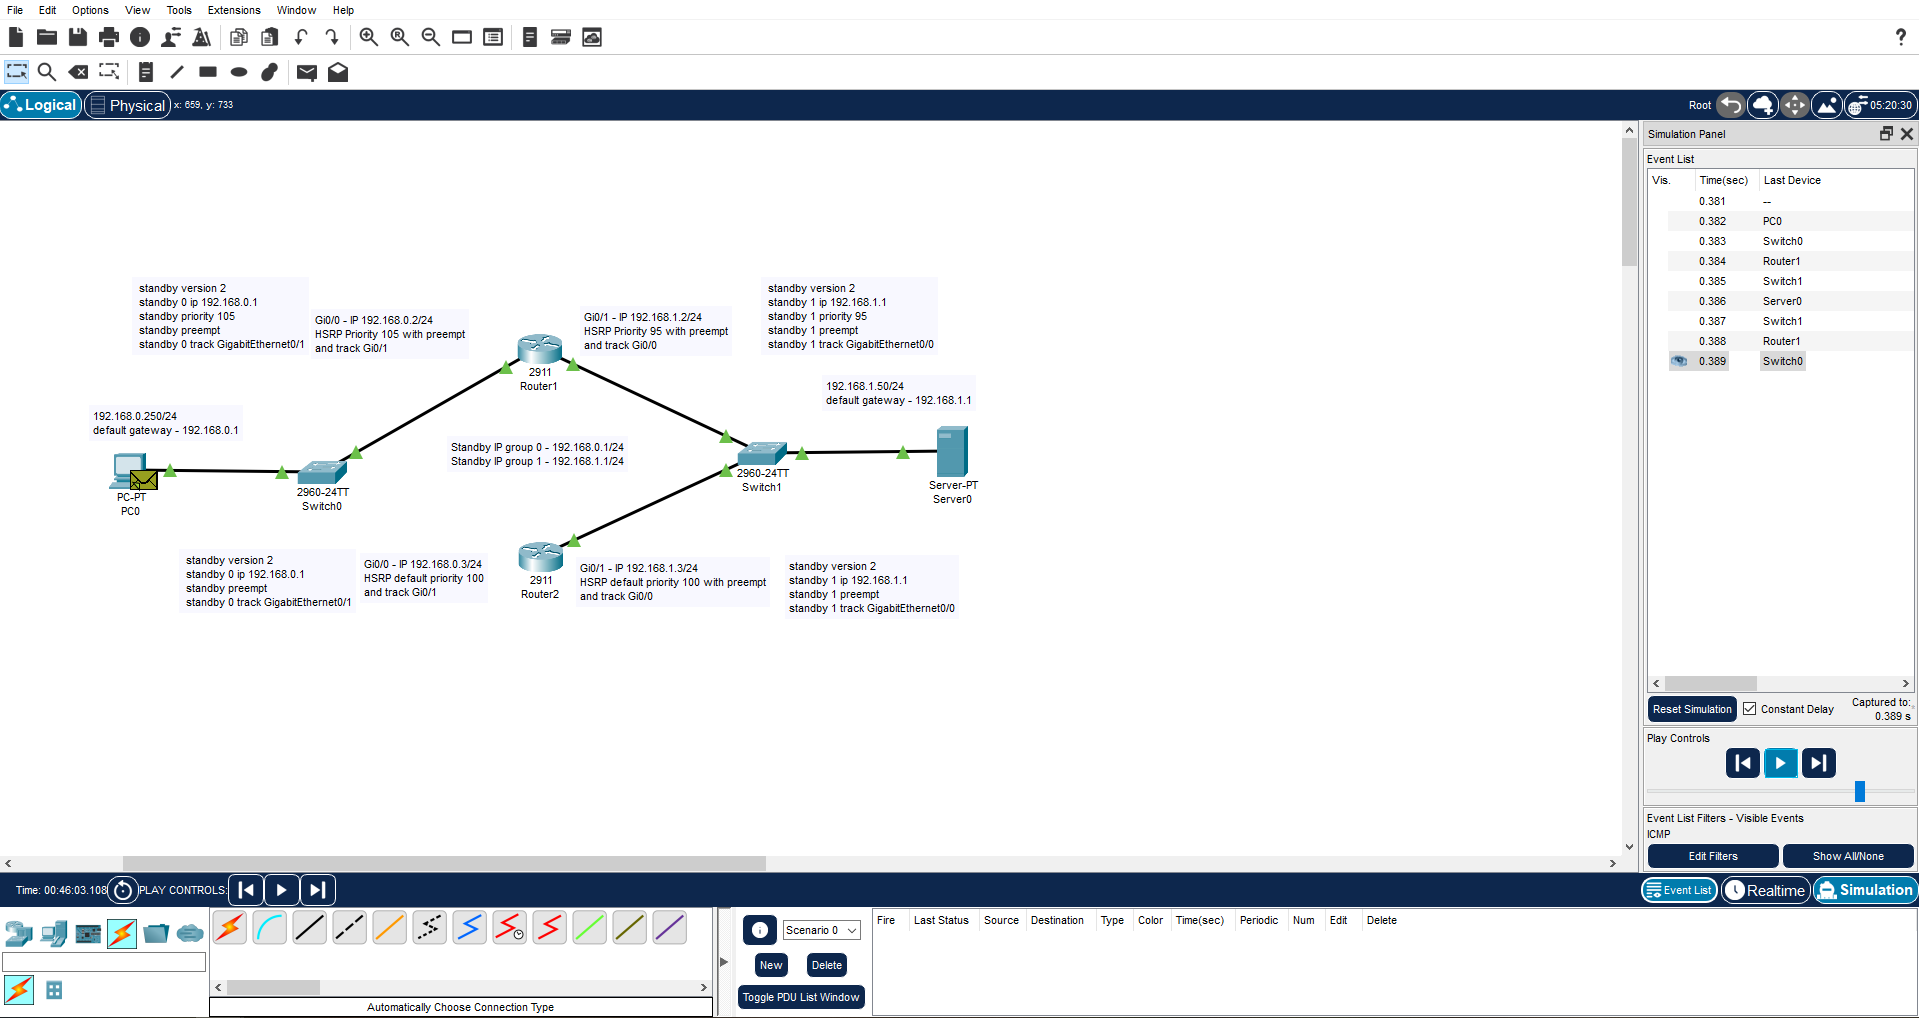 File Edit Options View Tools Extensions Window Help
?
Logical Physical x: 659, y: 733 Root 05:20:30
Simulation Panel
Event List
Vis. Time(sec) Last Device
0.381 --
0.382 PC0
0.383 Switch0
0.384 Router1
0.385 Switch1
0.386 Server0
0.387 Switch1
0.388 Router1
0.389 Switch0
standby version 2
standby 0 ip 192.168.0.1
standby priority 105
standby preempt
standby 0 track GigabitEthernet0/1
Gi0/0 - IP 192.168.0.2/24
HSRP Priority 105 with preempt
and track Gi0/1
2911
Router1
Gi0/1 - IP 192.168.1.2/24
HSRP Priority 95 with preempt
and track Gi0/0
standby version 2
standby 1 ip 192.168.1.1
standby 1 priority 95
standby 1 preempt
standby 1 track GigabitEthernet0/0
192.168.1.50/24
default gateway - 192.168.1.1
192.168.0.250/24
default gateway - 192.168.0.1
PC-PT
PC0
2960-24TT
Switch0
Standby IP group 0 - 192.168.0.1/24
Standby IP group 1 - 192.168.1.1/24
2960-24TT
Switch1
Server-PT
Server0
standby version 2
standby 0 ip 192.168.0.1
standby preempt
standby 0 track GigabitEthernet0/1
Gi0/0 - IP 192.168.0.3/24
HSRP default priority 100
and track Gi0/1
2911
Router2
Gi0/1 - IP 192.168.1.3/24
HSRP default priority 100 with preempt
and track Gi0/0
standby version 2
standby 1 ip 192.168.1.1
standby 1 preempt
standby 1 track GigabitEthernet0/0
Reset Simulation Constant Delay Captured to:
0.389 s
Play Controls
Event List Filters - Visible Events
ICMP
Edit Filters Show All/None
Time: 00:46:03.108 PLAY CONTROLS: Event List Realtime Simulation
Scenario 0
New Delete
Toggle PDU List Window
Fire Last Status Source Destination Type Color Time(sec) Periodic Num Edit Delete
Automatically Choose Connection Type